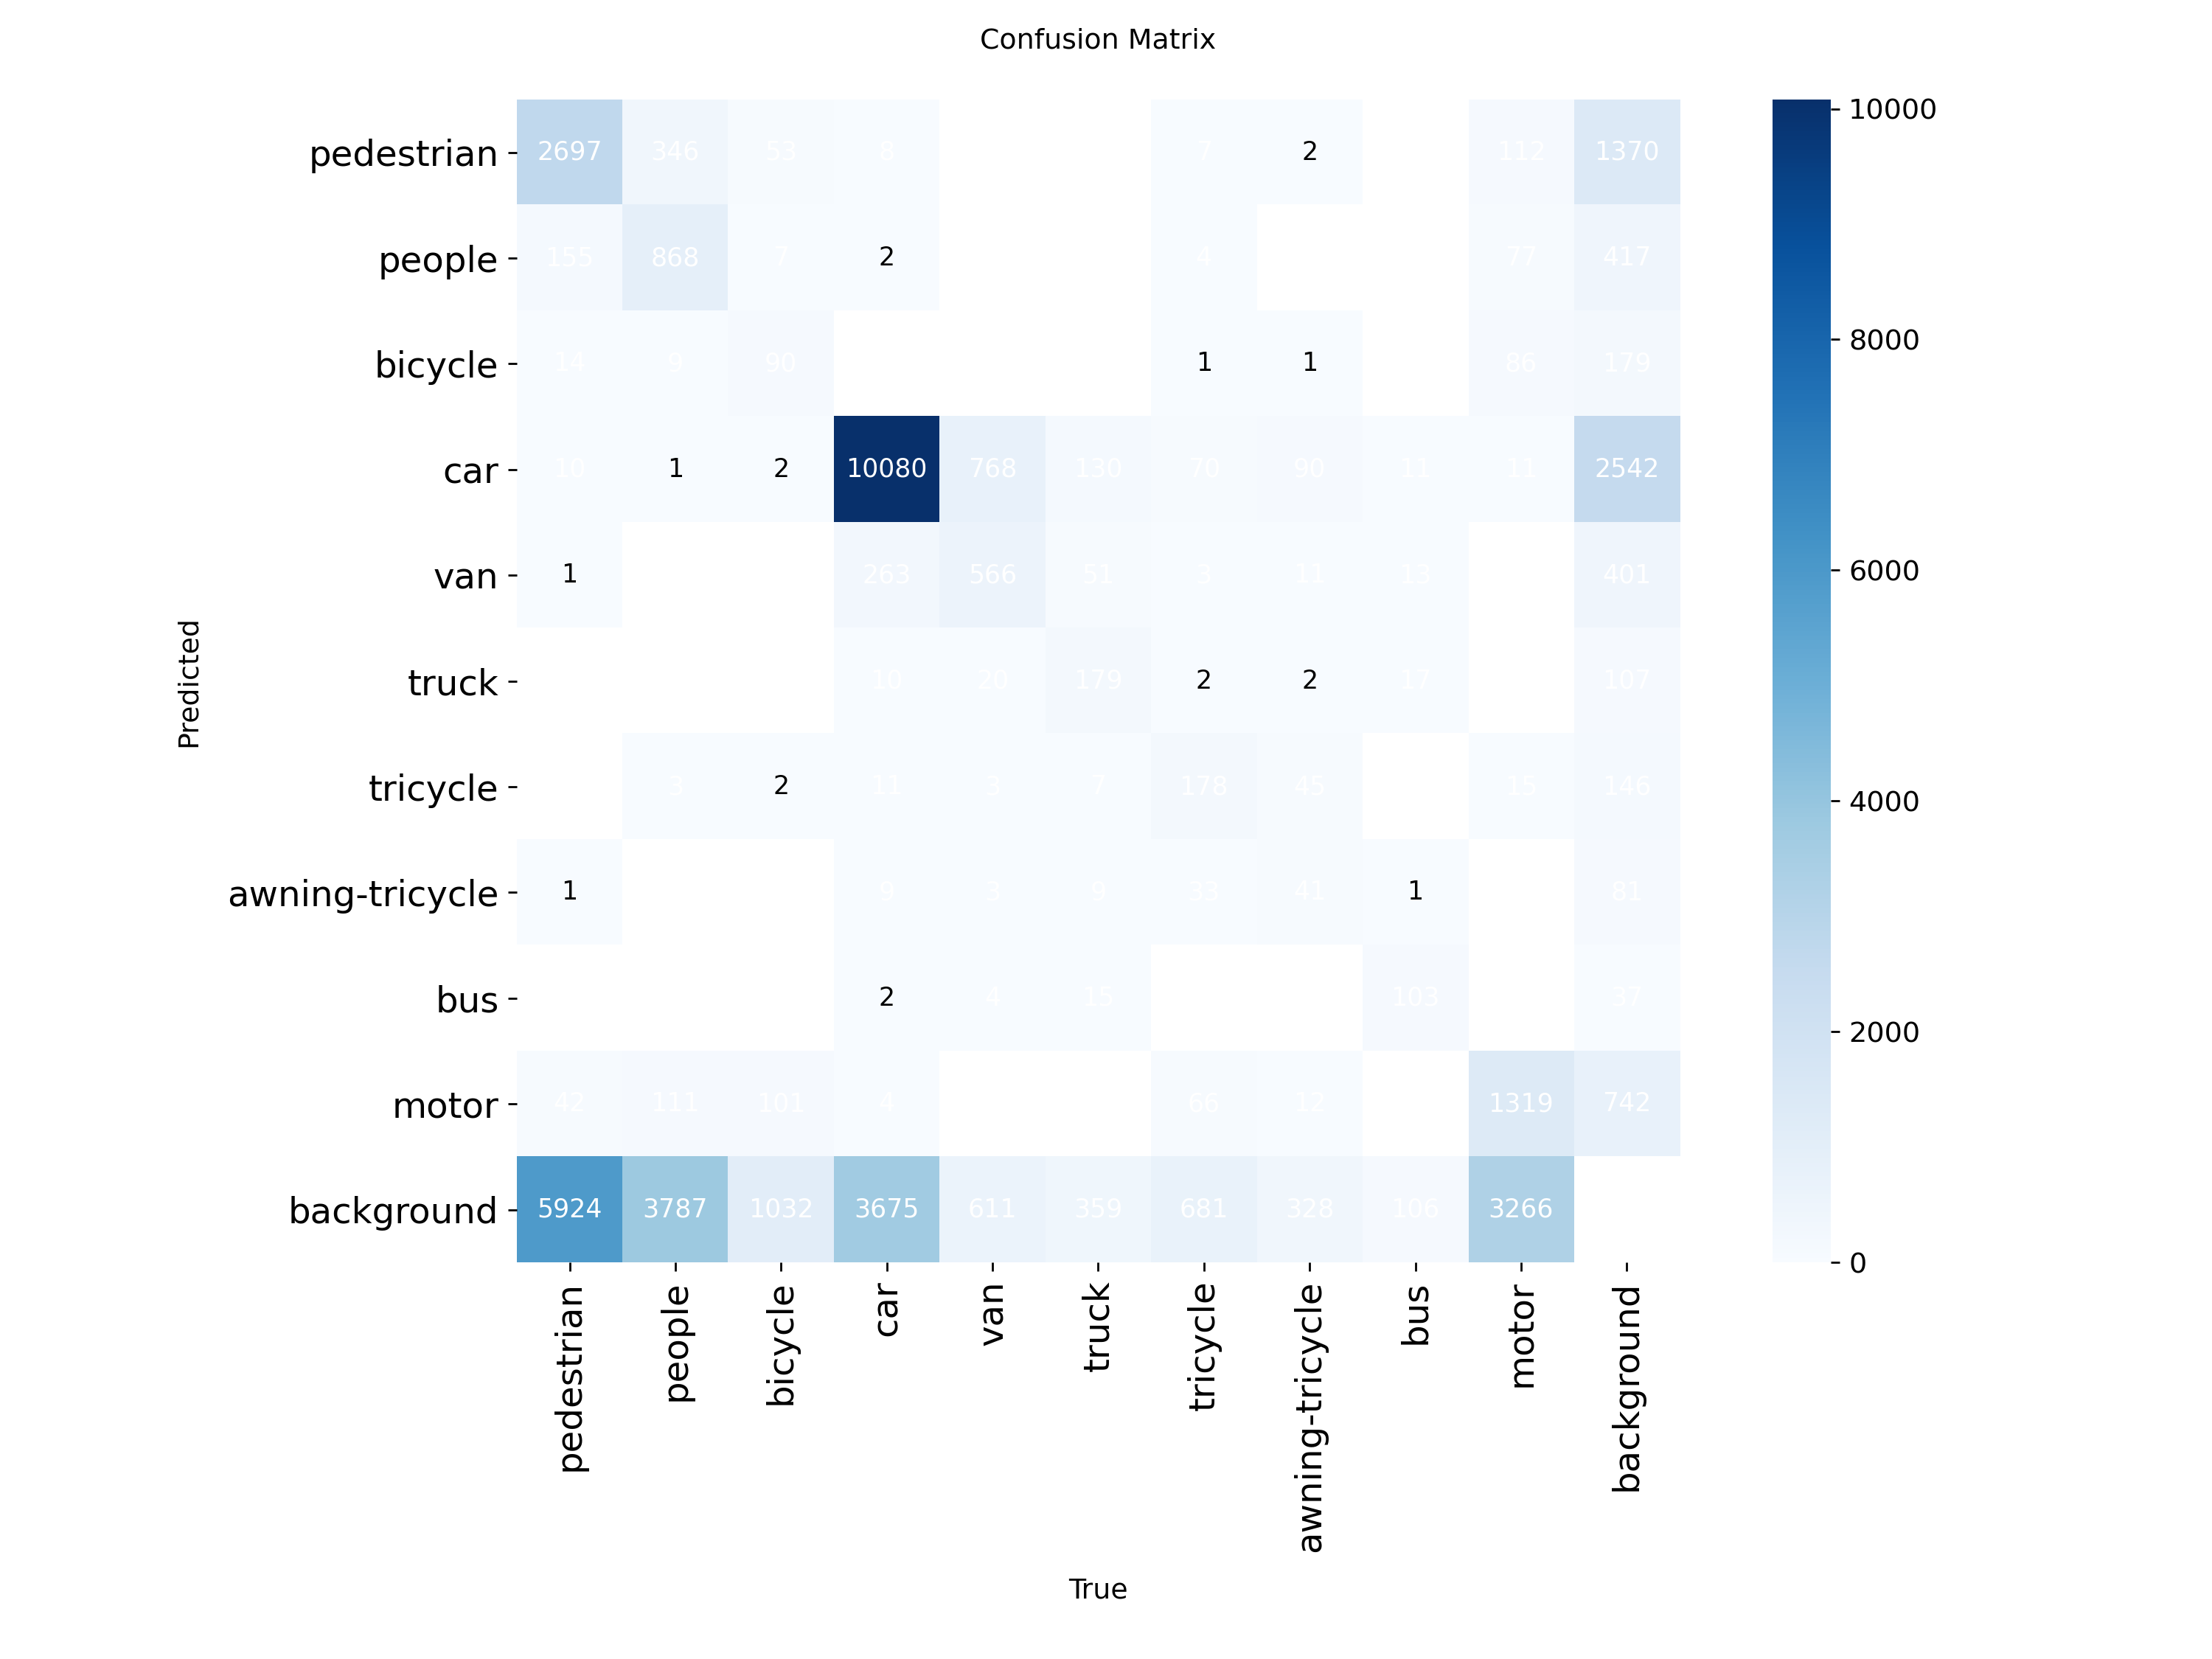 Confusion Matrix
pedestrian 2697 346 53 8 7 2 112 1370
people 155 868 7 2 4 77 417
bicycle 14 9 90 1 1 86 179
car 10 1 2 10080 768 130 70 90 11 11 2542
van 1 263 566 51 3 11 13 401
truck 10 20 179 2 2 17 107
tricycle 3 2 11 3 7 178 45 15 146
awning-tricycle 1 9 3 9 33 41 1 81
bus 2 4 15 103 37
motor 42 111 101 4 66 12 1319 742
background 5924 3787 1032 3675 611 359 681 328 106 3266
pedestrian people bicycle car van truck tricycle awning-tricycle bus motor background
True
Predicted
10000
8000
6000
4000
2000
0